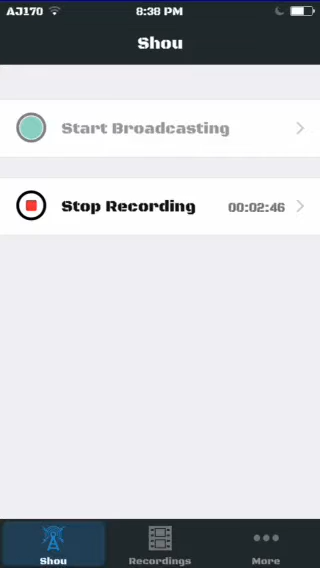 AJ170 8:38 PM
Shou
Start Broadcasting
Stop Recording 00:02:46
Shou Recordings More